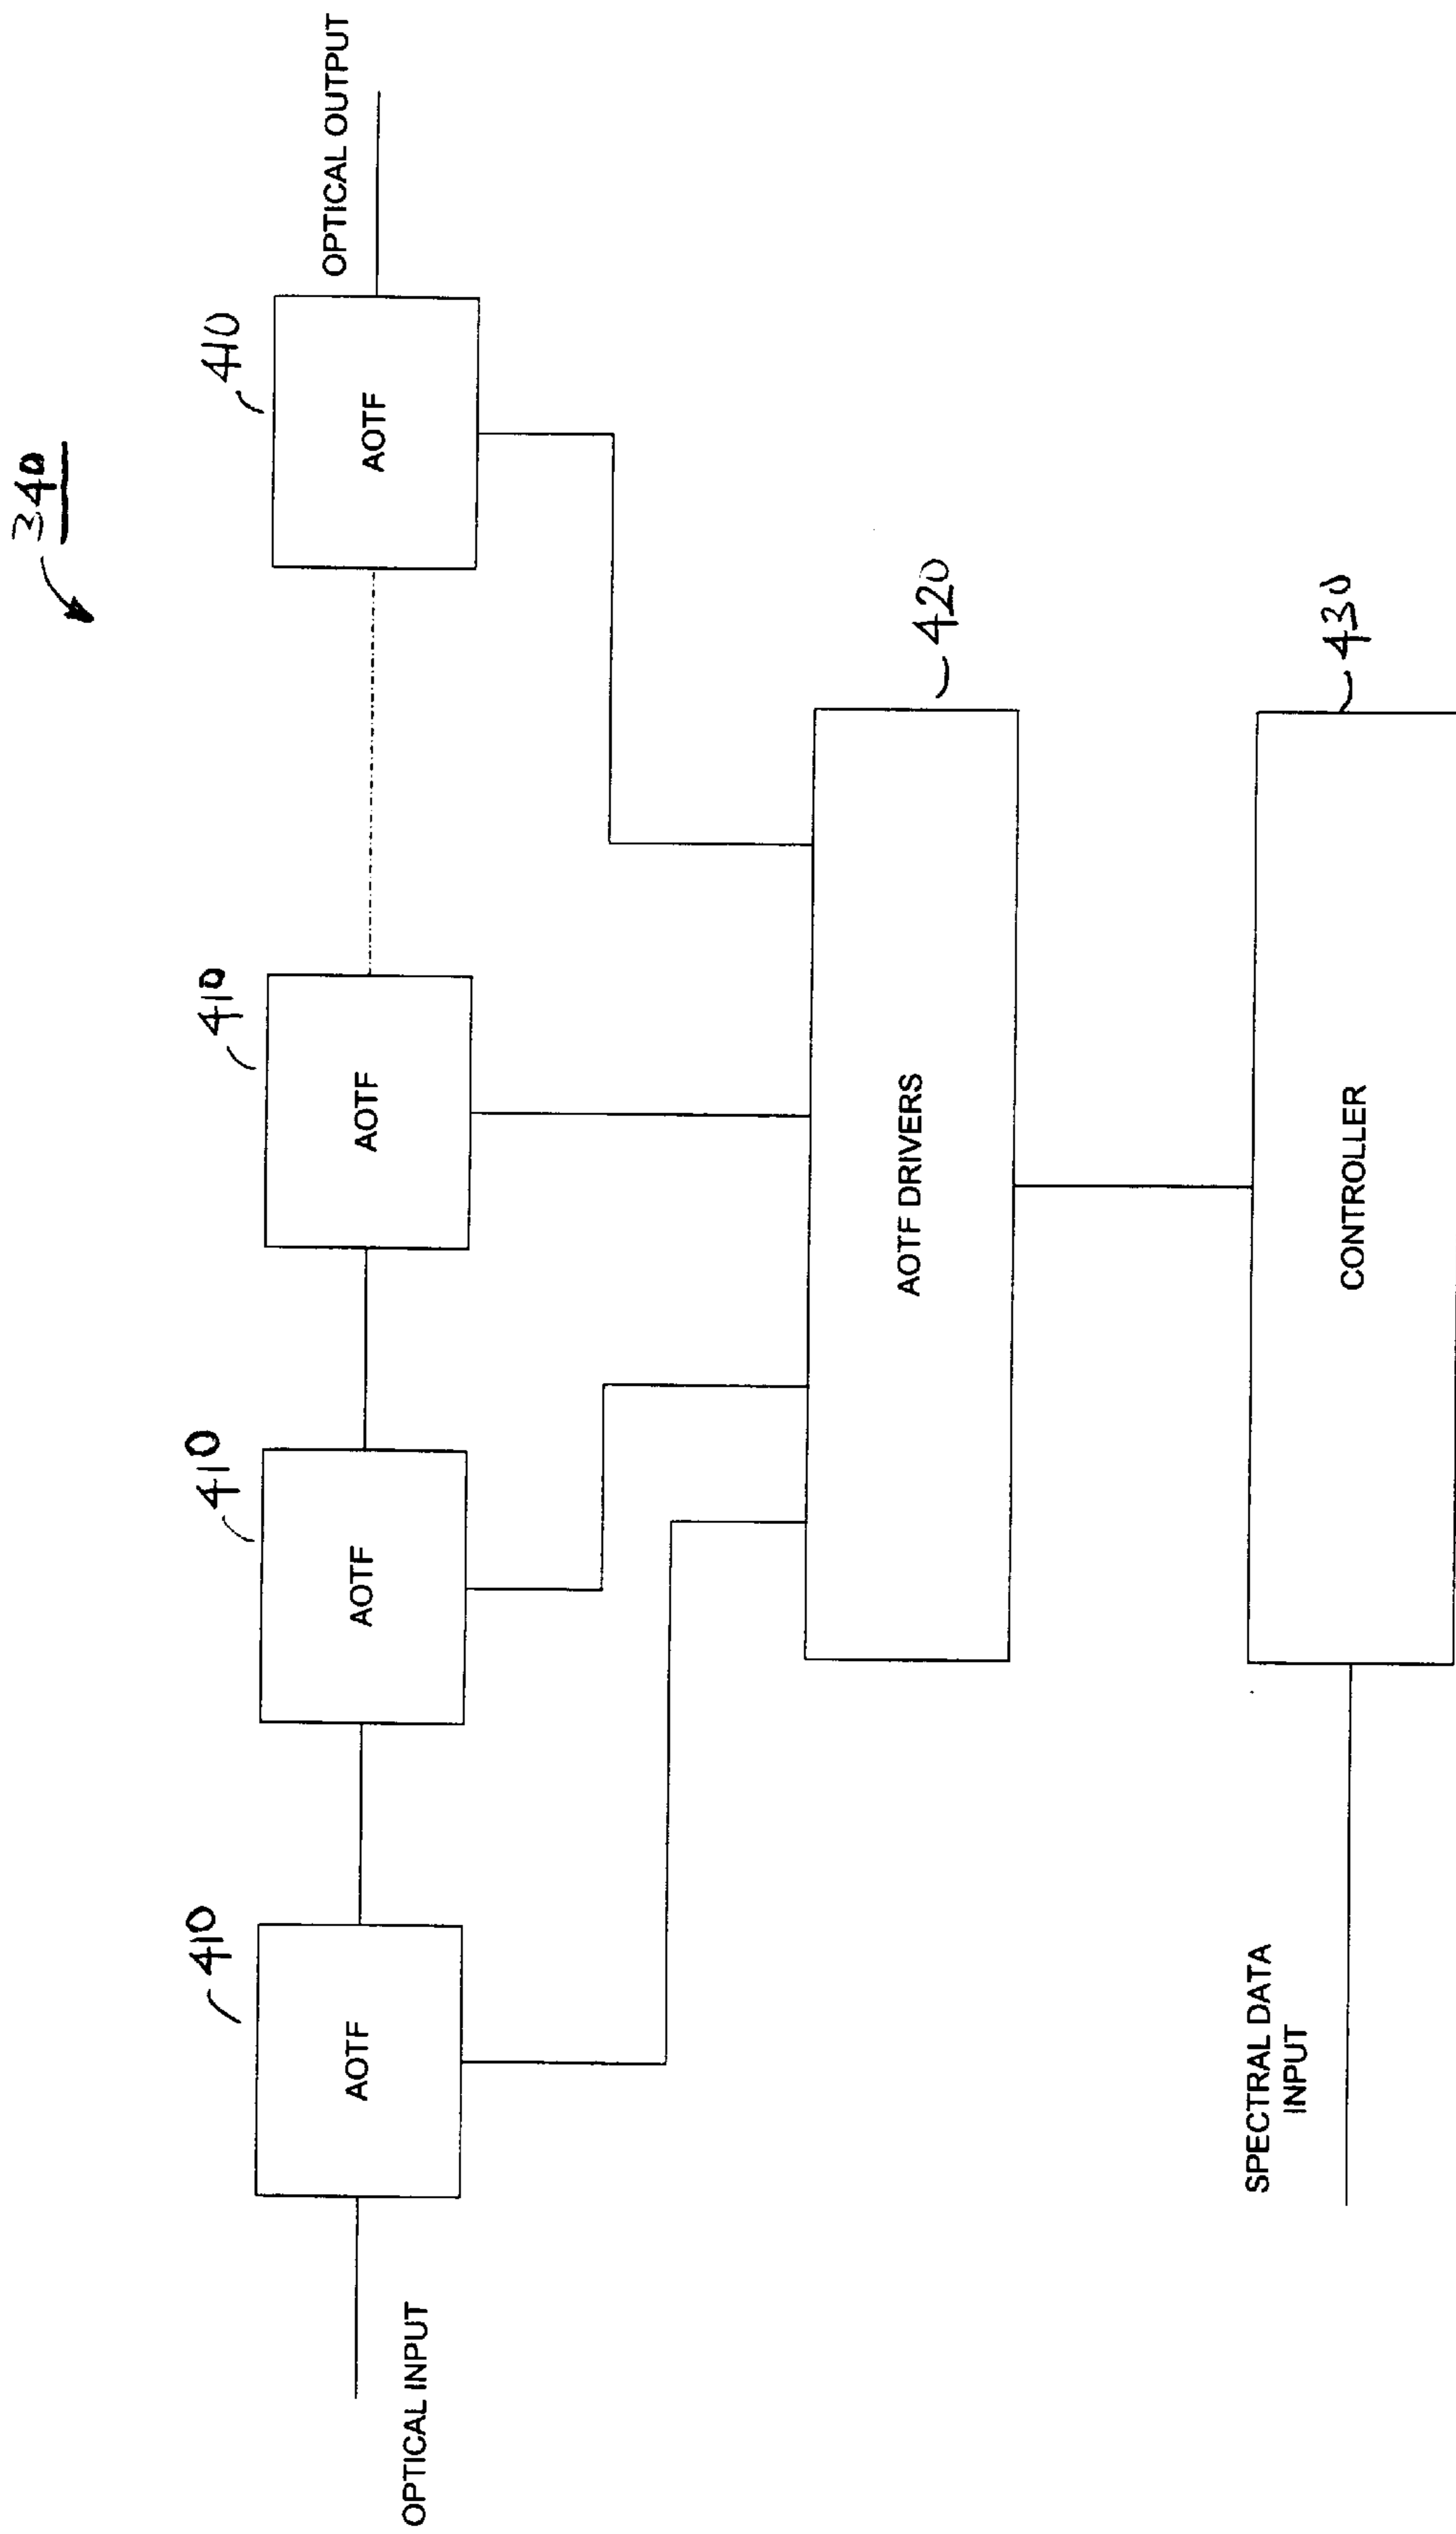 340
OPTICAL OUTPUT
410
410
410
410
AOTF
AOTF
AOTF
AOTF
OPTICAL INPUT
420
AOTF DRIVERS
430
CONTROLLER
SPECTRAL DATA
INPUT